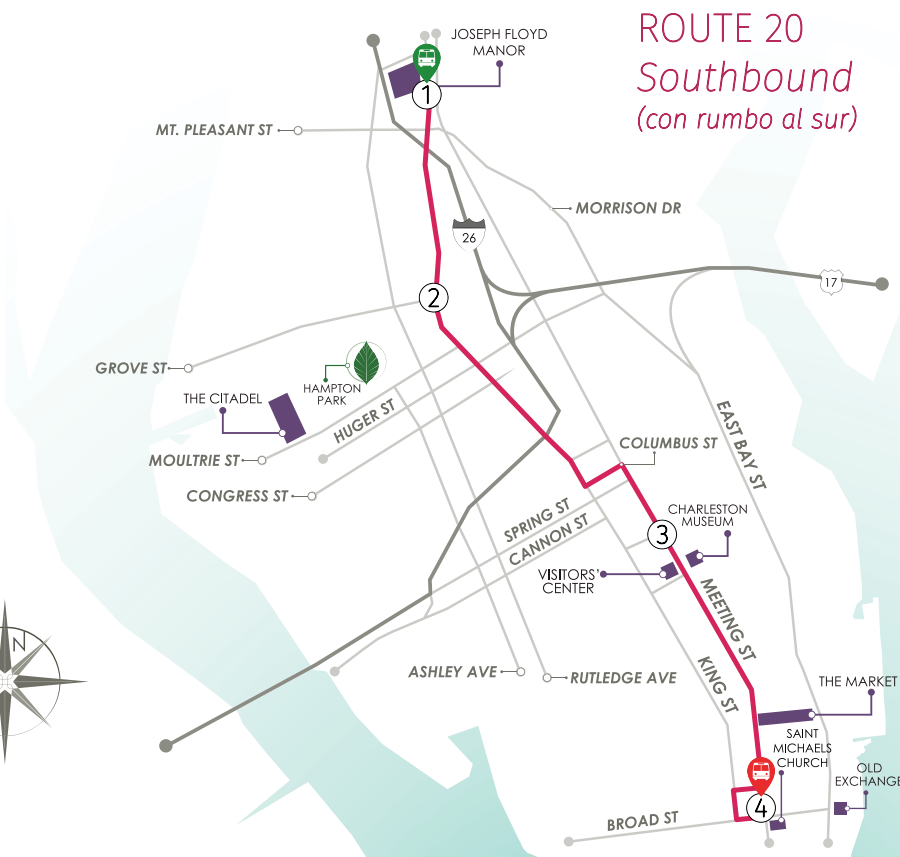 ROUTE 20
Southbound
(con rumbo al sur)
JOSEPH FLOYD
MANOR
1
MT. PLEASANT ST
MORRISON DR
26
17
2
GROVE ST
HAMPTON
PARK
THE CITADEL
HUGER ST
MOULTRIE ST
CONGRESS ST
COLUMBUS ST
EAST BAY ST
SPRING ST
CANNON ST
CHARLESTON
MUSEUM
3
VISITORS'
CENTER
MEETING ST
KING ST
N
ASHLEY AVE
RUTLEDGE AVE
THE MARKET
SAINT
MICHAELS
CHURCH
OLD
EXCHANGE
4
BROAD ST